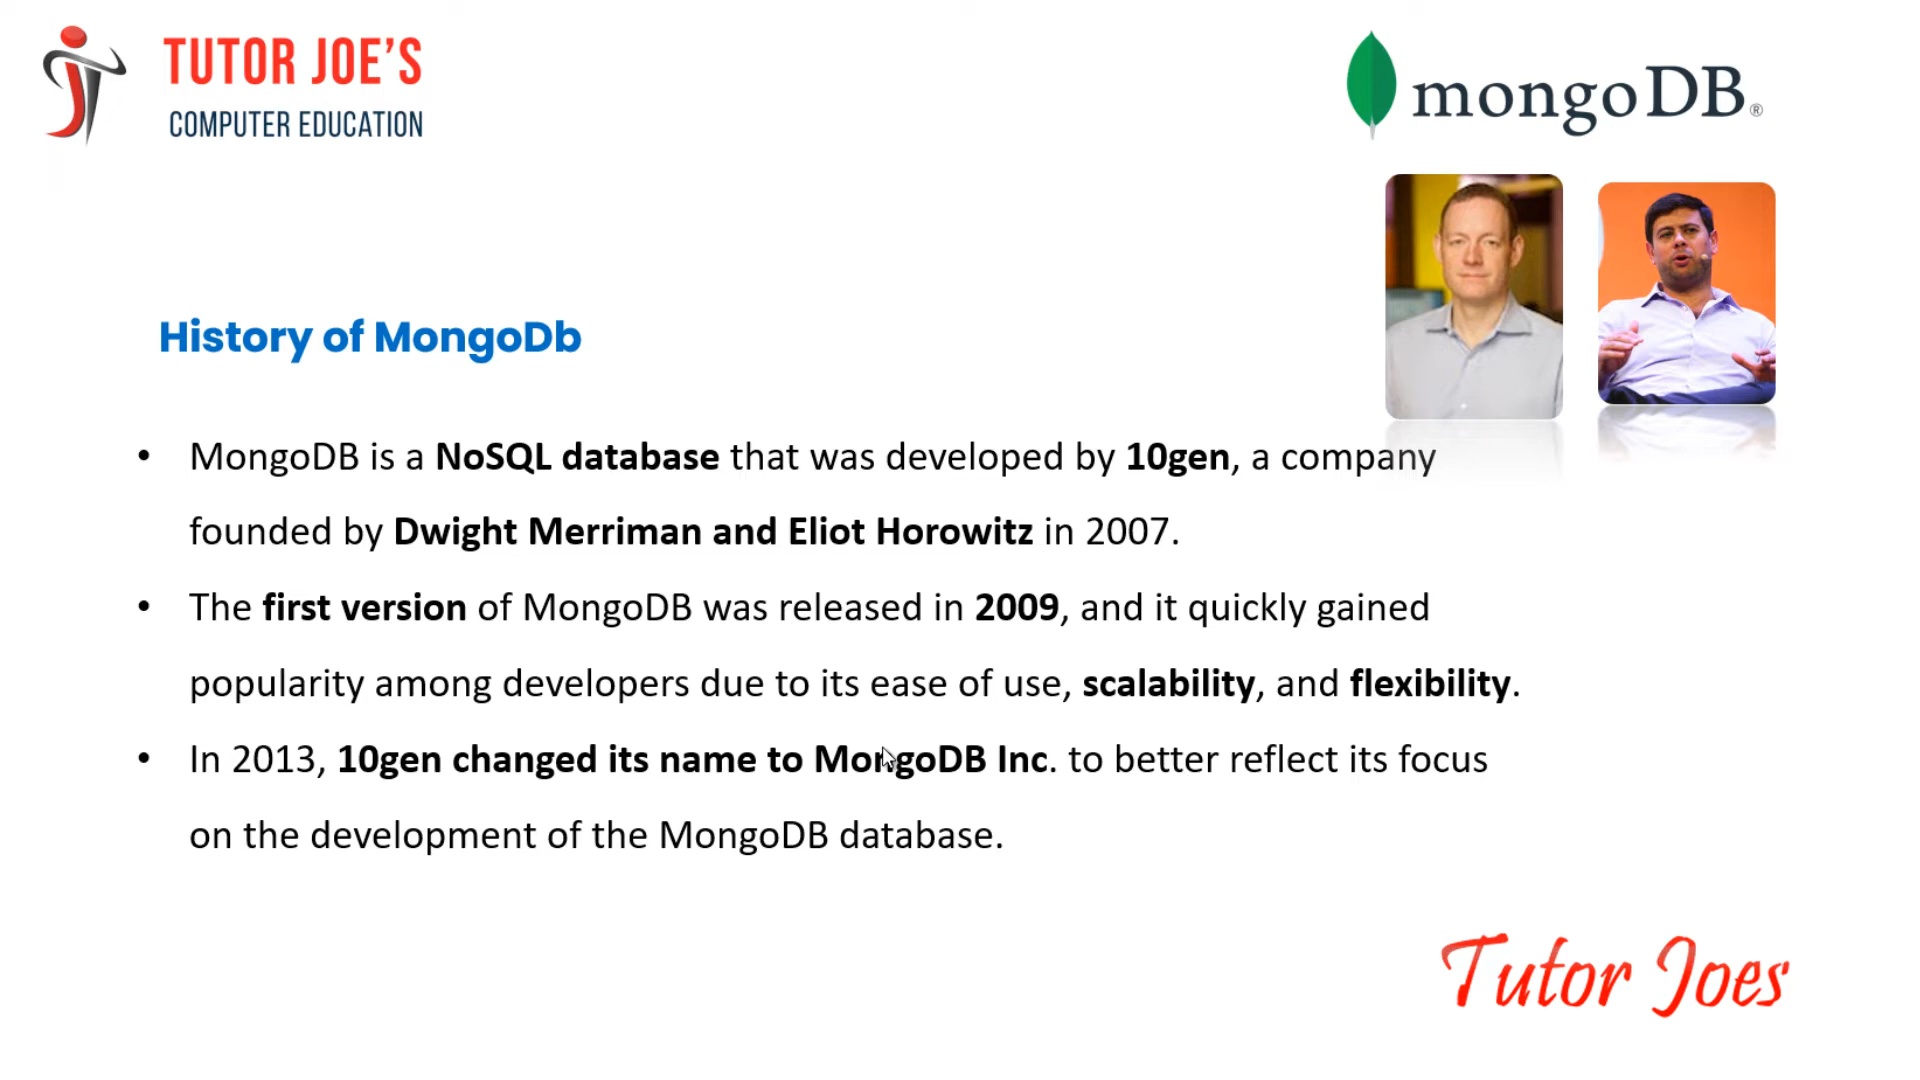 TUTOR JOE'S
COMPUTER EDUCATION
mongoDB®
History of MongoDb
• MongoDB is a NoSQL database that was developed by 10gen, a company
founded by Dwight Merriman and Eliot Horowitz in 2007.
• The first version of MongoDB was released in 2009, and it quickly gained
popularity among developers due to its ease of use, scalability, and flexibility.
• In 2013, 10gen changed its name to MongoDB Inc. to better reflect its focus
on the development of the MongoDB database.
Tutor Joes